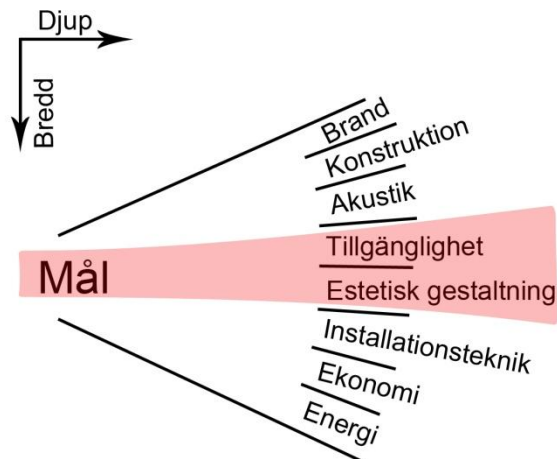 Djup
Bredd
Brand
Konstruktion
Akustik
Tillgänglighet
Mål
Estetisk gestaltning
Installationsteknik
Ekonomi
Energi